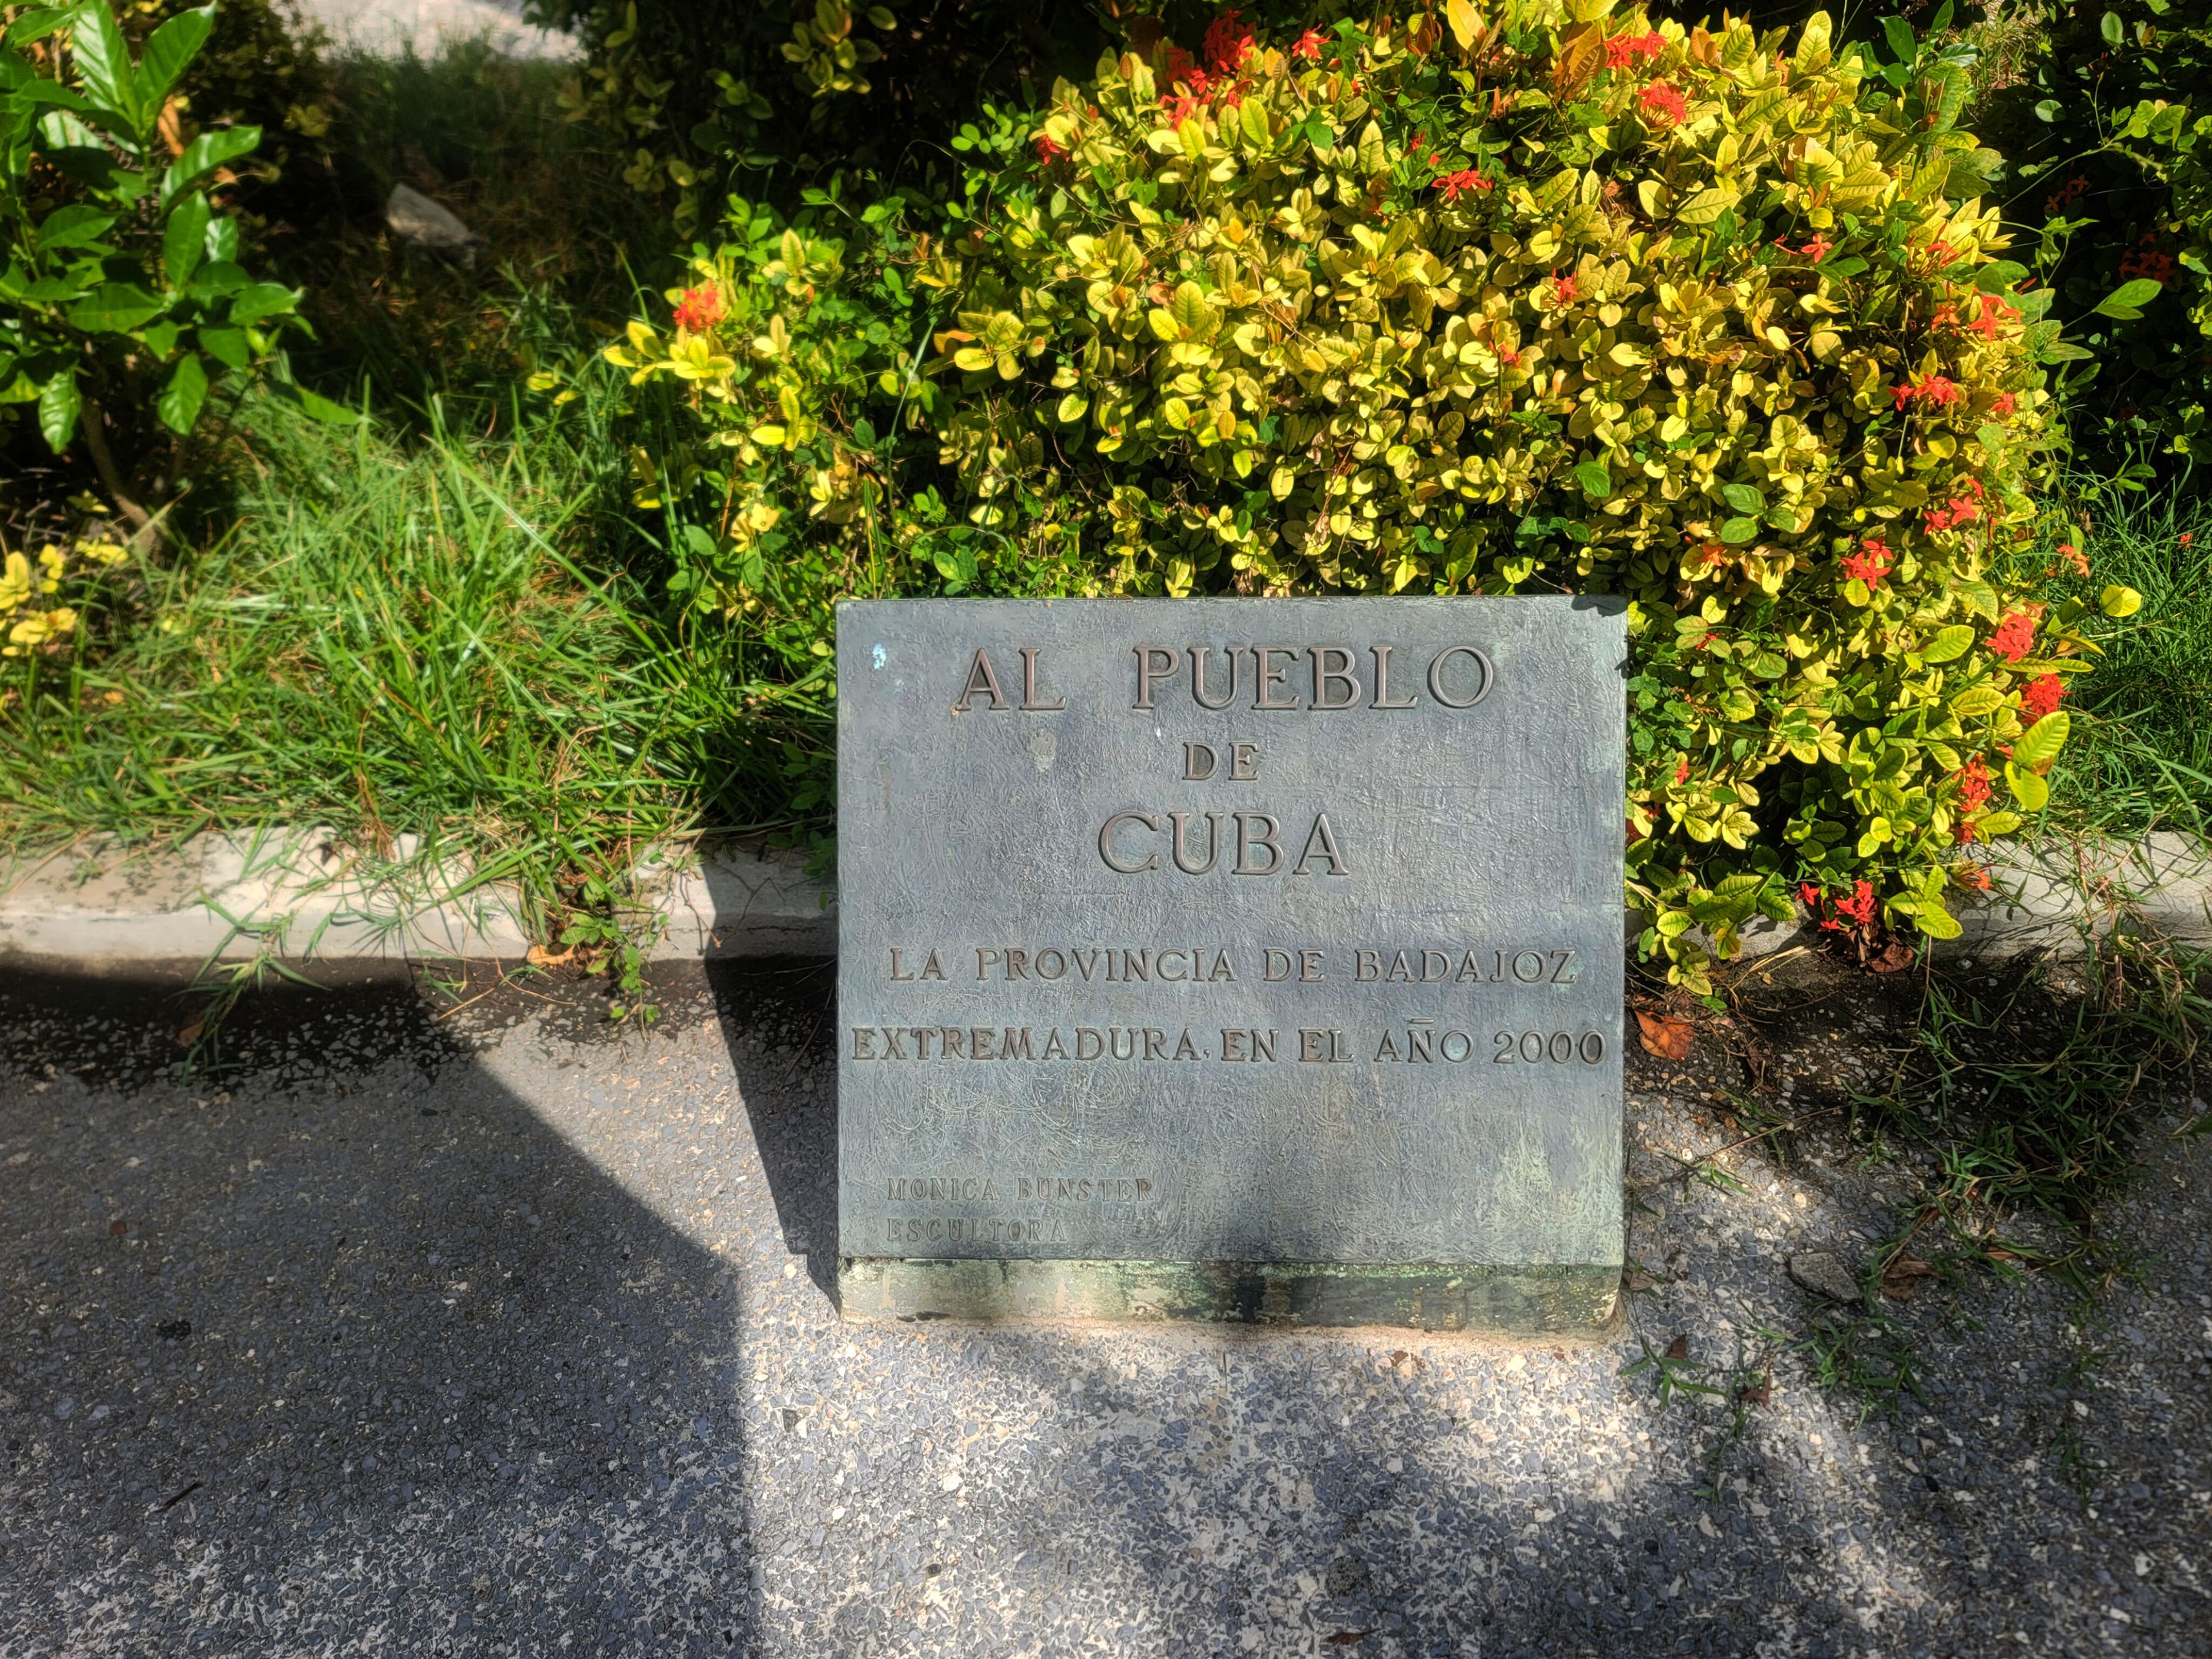 AL PUEBLO
DE
CUBA
LA PROVINCIA DE BADAJOZ
EXTREMADURA. EN EL AÑO 2000
MONICA BUNSTER
ESCULTORA